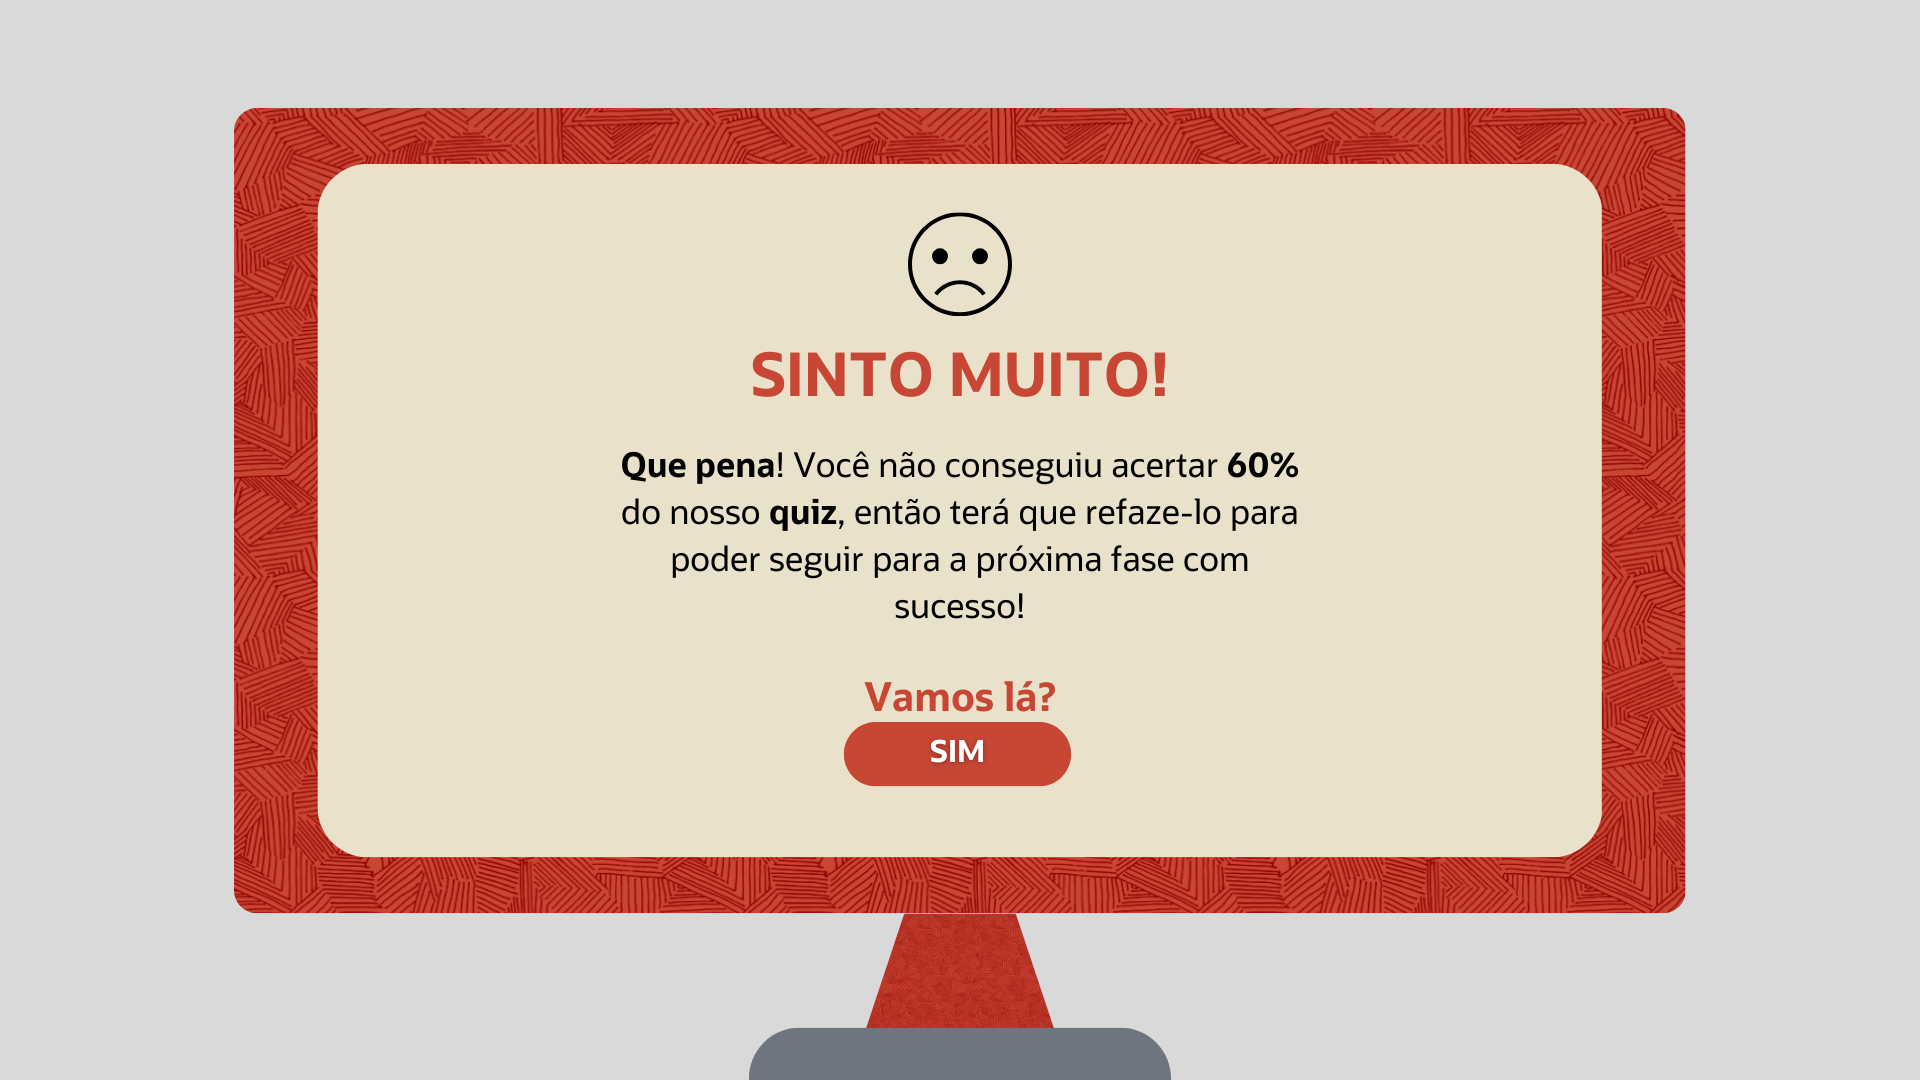 SINTO MUITO!
Que pena! Você não conseguiu acertar 60%
do nosso quiz, então terá que refaze-lo para
poder seguir para a próxima fase com
sucesso!
Vamos lá?
SIM